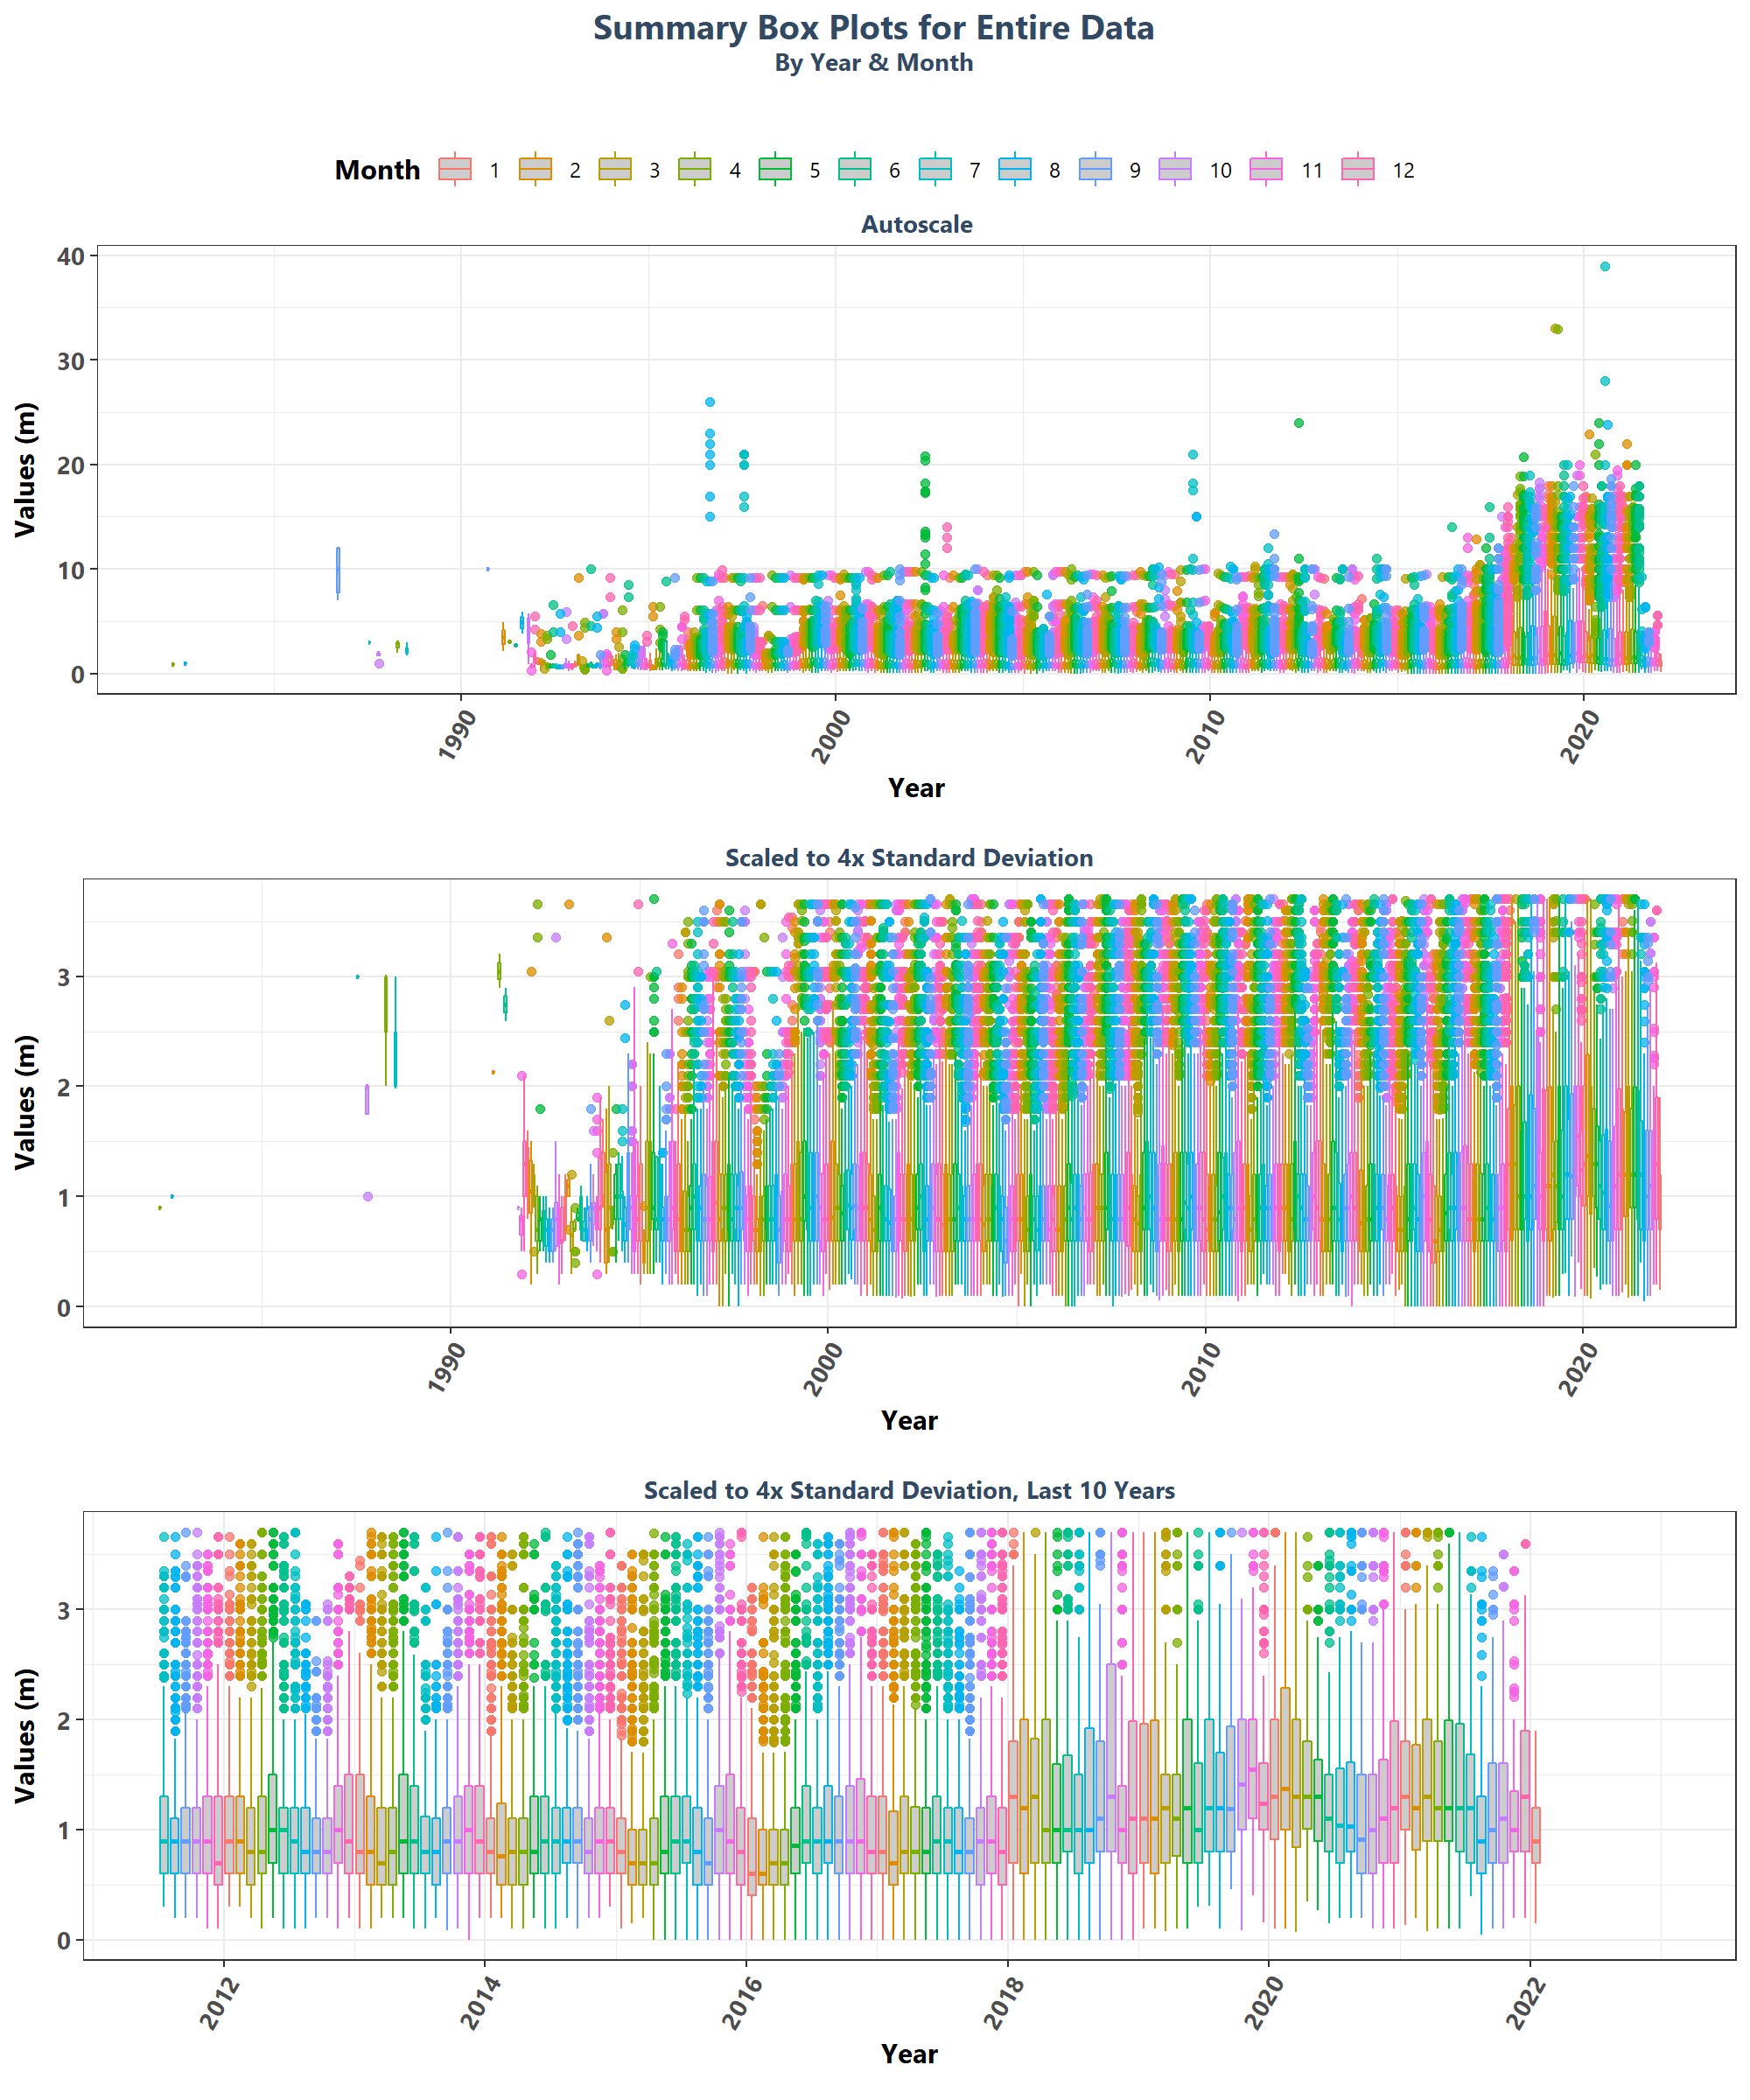 Summary Box Plots for Entire Data
By Year & Month
Month 1 2 3 4 5 6 7 8 9 10 11 12
Autoscale
Values (m)
40
30
20
10
0
1990 2000 2010 2020
Year
Scaled to 4x Standard Deviation
Values (m)
3
2
1
0
1990 2000 2010 2020
Year
Scaled to 4x Standard Deviation, Last 10 Years
Values (m)
3
2
1
0
2012 2014 2016 2018 2020 2022
Year